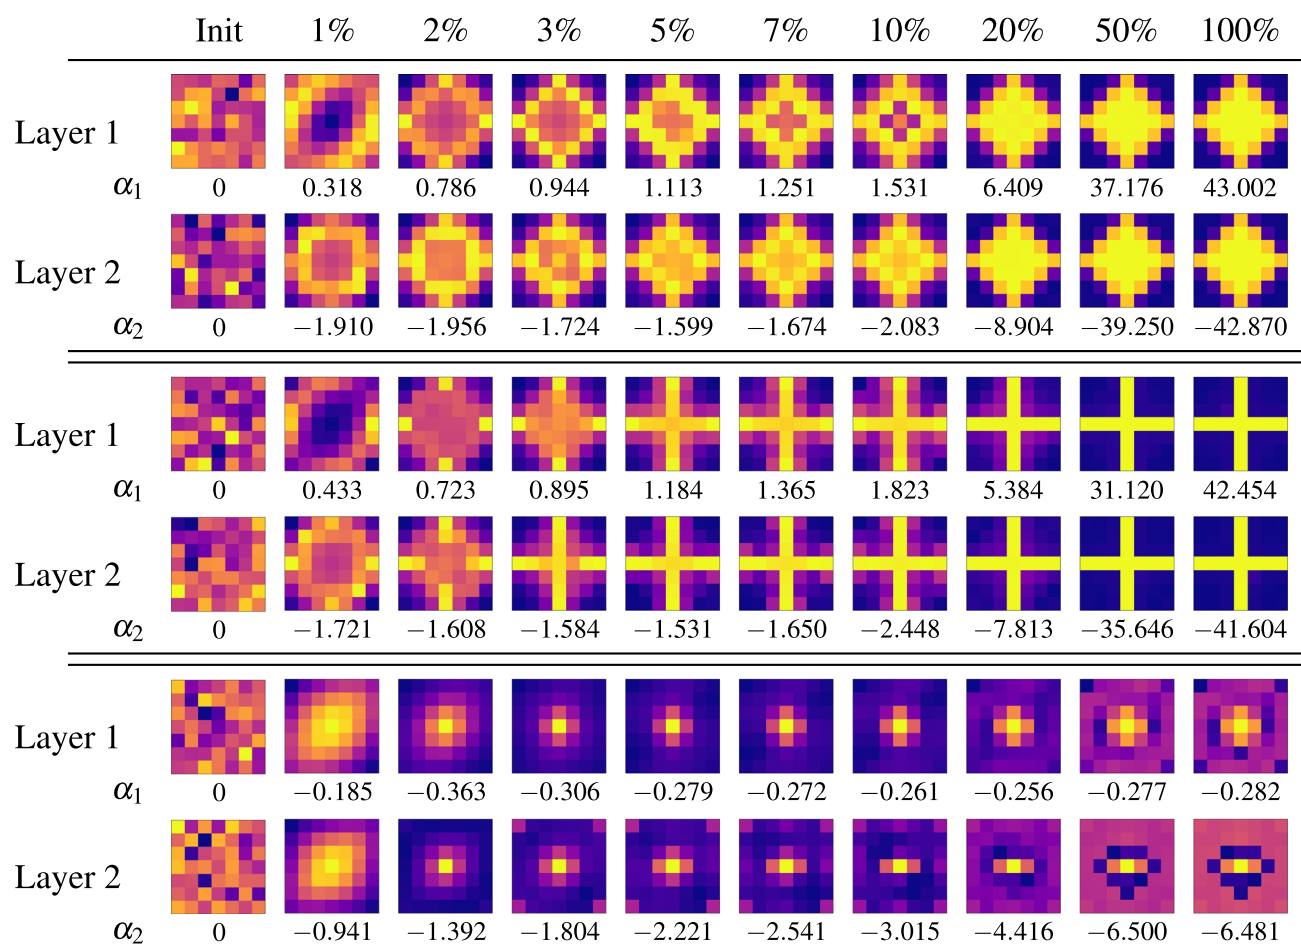 Init 1% 2% 3% 5% 7% 10% 20% 50% 100%
Layer 1
α₁ 0 0.318 0.786 0.944 1.113 1.251 1.531 6.409 37.176 43.002
Layer 2
α₂ 0 −1.910 −1.956 −1.724 −1.599 −1.674 −2.083 −8.904 −39.250 −42.870
Layer 1
α₁ 0 0.433 0.723 0.895 1.184 1.365 1.823 5.384 31.120 42.454
Layer 2
α₂ 0 −1.721 −1.608 −1.584 −1.531 −1.650 −2.448 −7.813 −35.646 −41.604
Layer 1
α₁ 0 −0.185 −0.363 −0.306 −0.279 −0.272 −0.261 −0.256 −0.277 −0.282
Layer 2
α₂ 0 −0.941 −1.392 −1.804 −2.221 −2.541 −3.015 −4.416 −6.500 −6.481